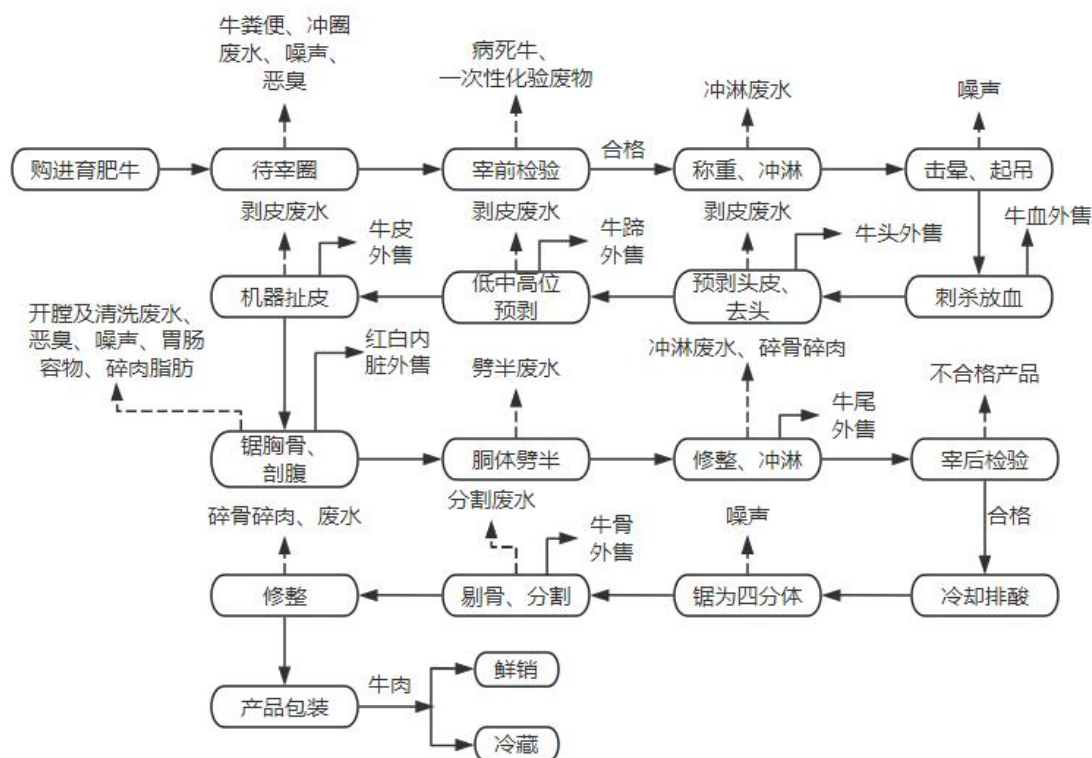 牛粪便、冲圈
废水、噪声、
恶臭
病死牛、
一次性化验废物
冲淋废水
噪声
购进育肥牛
待宰圈
宰前检验
合格
称重、冲淋
击晕、起吊
剥皮废水
牛皮
外售
剥皮废水
牛蹄
外售
剥皮废水
牛头外售
牛血外售
机器扯皮
低中高位
预剥
预剥头皮、
去头
刺杀放血
开膛及清洗废水、
恶臭、噪声、胃肠
容物、碎肉脂肪
红白内
脏外售
劈半废水
冲淋废水、碎骨碎肉
牛尾
外售
不合格产品
锯胸骨、
剖腹
胴体劈半
修整、冲淋
宰后检验
碎骨碎肉、废水
分割废水
牛骨
外售
噪声
合格
修整
剔骨、分割
锯为四分体
冷却排酸
产品包装
牛肉
鲜销
冷藏